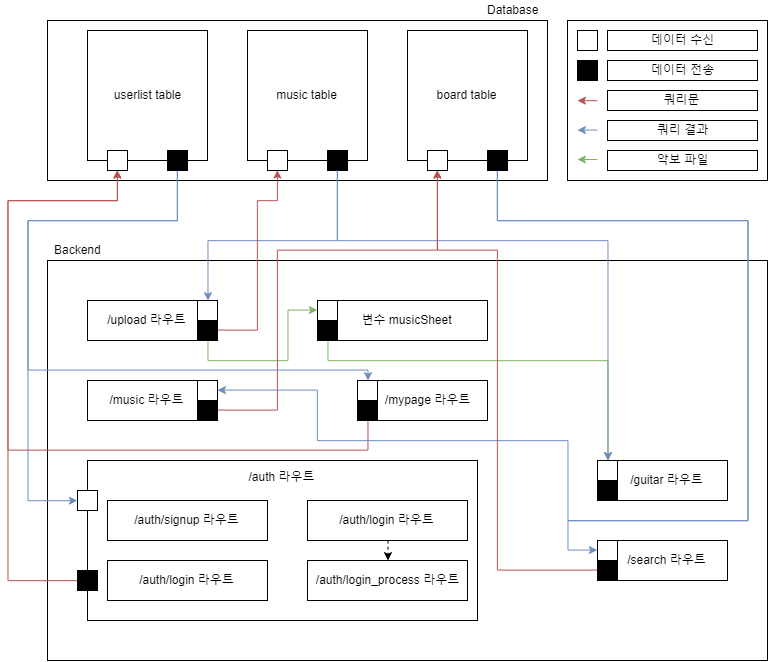 Database
userlist table
music table
board table
데이터 수신
데이터 전송
쿼리문
쿼리 결과
악보 파일
Backend
/upload 라우트
변수 musicSheet
/music 라우트
/mypage 라우트
/auth 라우트
/guitar 라우트
/auth/signup 라우트
/auth/login 라우트
/search 라우트
/auth/login 라우트
/auth/login_process 라우트